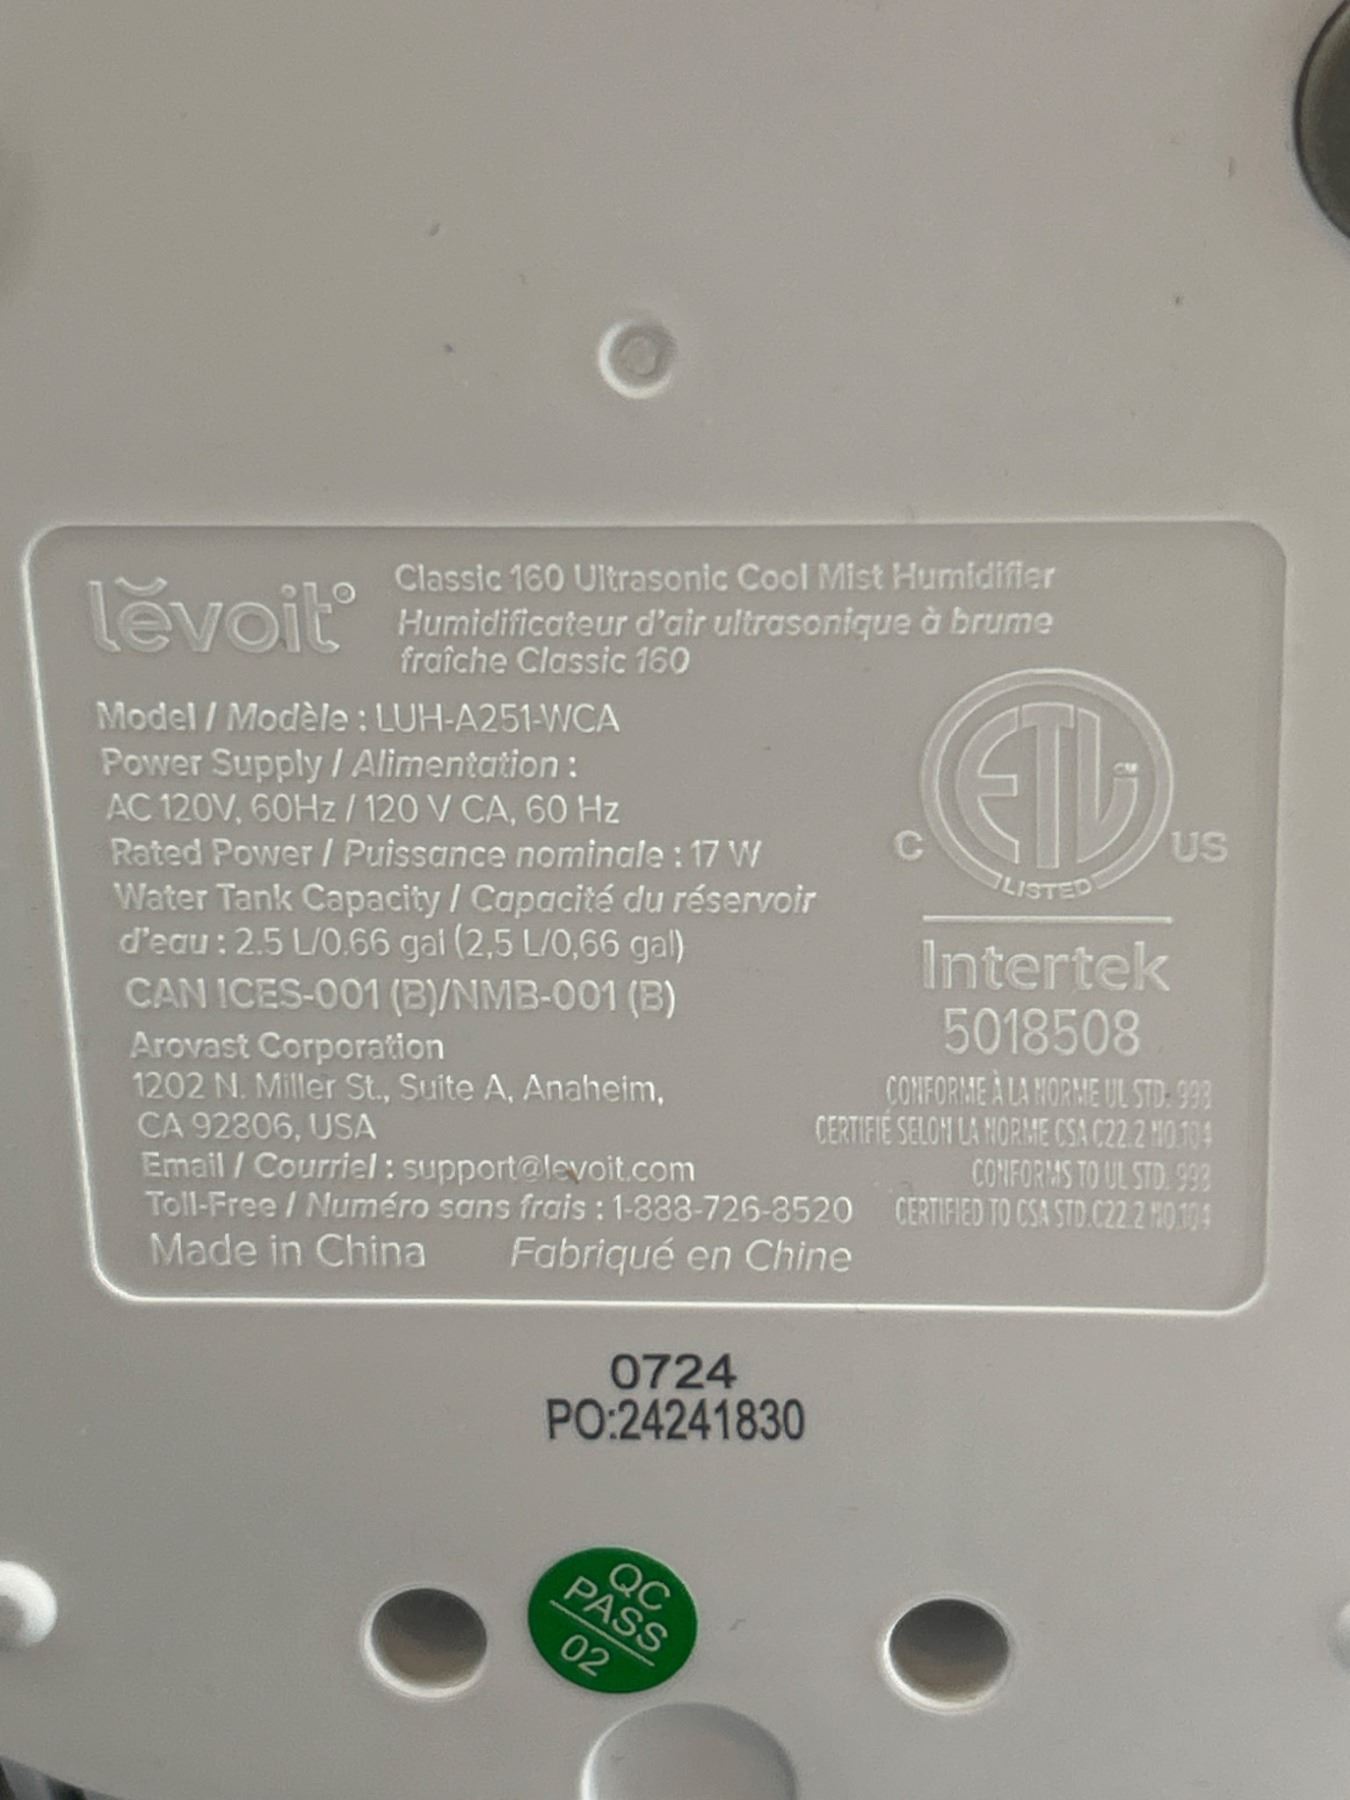 lĕvoit®
Classic 160 Ultrasonic Cool Mist Humidifier
Humidificateur d'air ultrasonique à brume
fraîche Classic 160
Model / Modèle : LUH-A251-WCA
Power Supply / Alimentation :
AC 120V, 60Hz / 120 V CA, 60 Hz
Rated Power / Puissance nominale : 17 W
Water Tank Capacity / Capacité du réservoir
d'eau : 2.5 L/0.66 gal (2,5 L/0,66 gal)
CAN ICES-001 (B)/NMB-001 (B)
Arovast Corporation
1202 N. Miller St., Suite A, Anaheim,
CA 92806, USA
Email / Courriel : support@levoit.com
Toll-Free / Numéro sans frais : 1-888-726-8520
Made in China Fabriqué en Chine
ETL CM
C US
LISTED
Intertek
5018508
CONFORME À LA NORME UL STD. 998
CERTIFIÉ SELON LA NORME CSA C22.2 NO.104
CONFORMS TO UL STD. 998
CERTIFIED TO CSA STD.C22.2 NO.104
0724
PO:24241830
QC
PASS
02